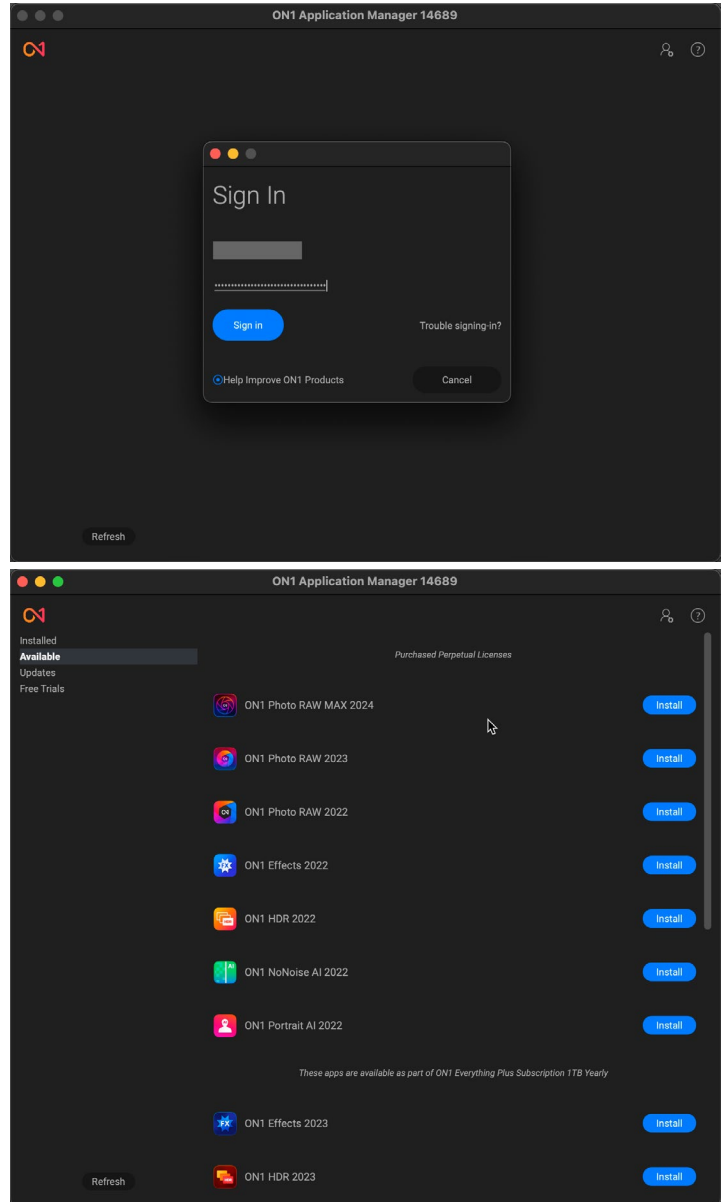 ON1 Application Manager 14689
Sign In
Sign in
Trouble signing-in?
Help Improve ON1 Products
Cancel
Refresh
ON1 Application Manager 14689
Installed
Available
Updates
Free Trials
Purchased Perpetual Licenses
ON1 Photo RAW MAX 2024
Install
ON1 Photo RAW 2023
Install
ON1 Photo RAW 2022
Install
ON1 Effects 2022
Install
ON1 HDR 2022
Install
ON1 NoNoise AI 2022
Install
ON1 Portrait AI 2022
Install
These apps are available as part of ON1 Everything Plus Subscription 1TB Yearly
ON1 Effects 2023
Install
ON1 HDR 2023
Install
Refresh